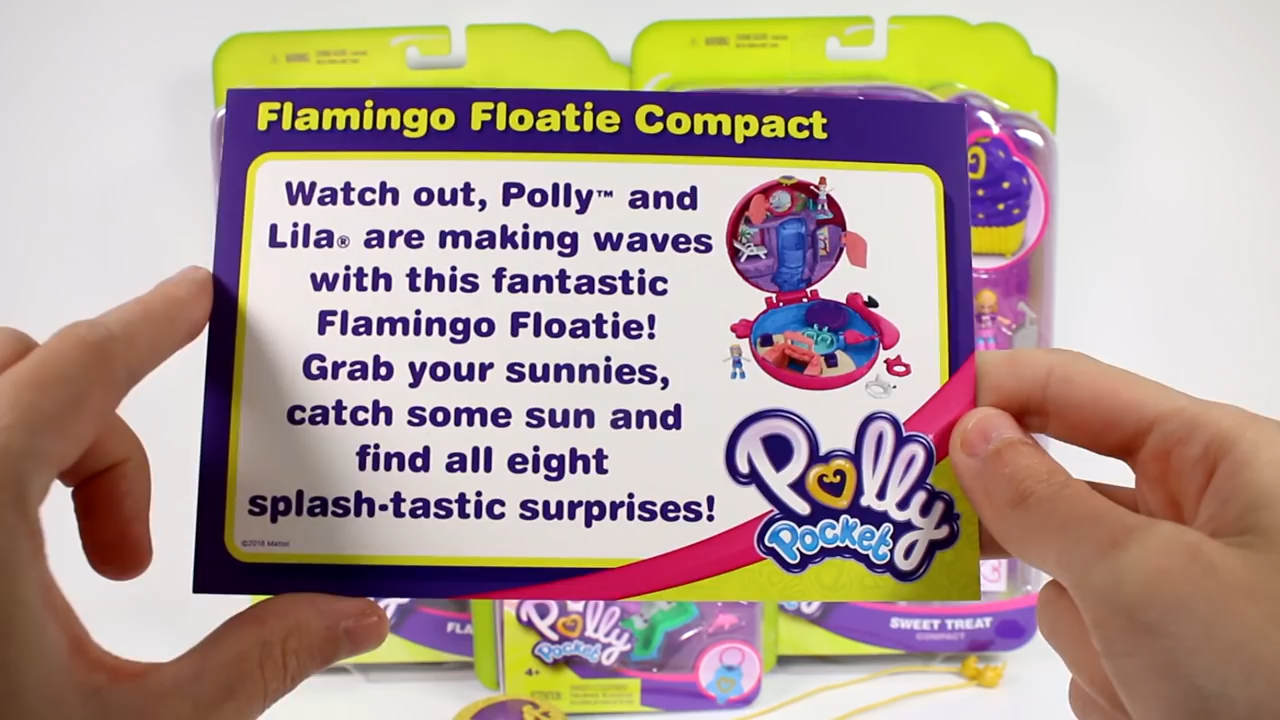 Flamingo Floatie Compact
Watch out, Polly™ and
Lila® are making waves
with this fantastic
Flamingo Floatie!
Grab your sunnies,
catch some sun and
find all eight
splash-tastic surprises!
©2018 Mattel
Polly
Pocket
FLA
Polly
Pocket
4+
SWEET TREAT
COMPACT